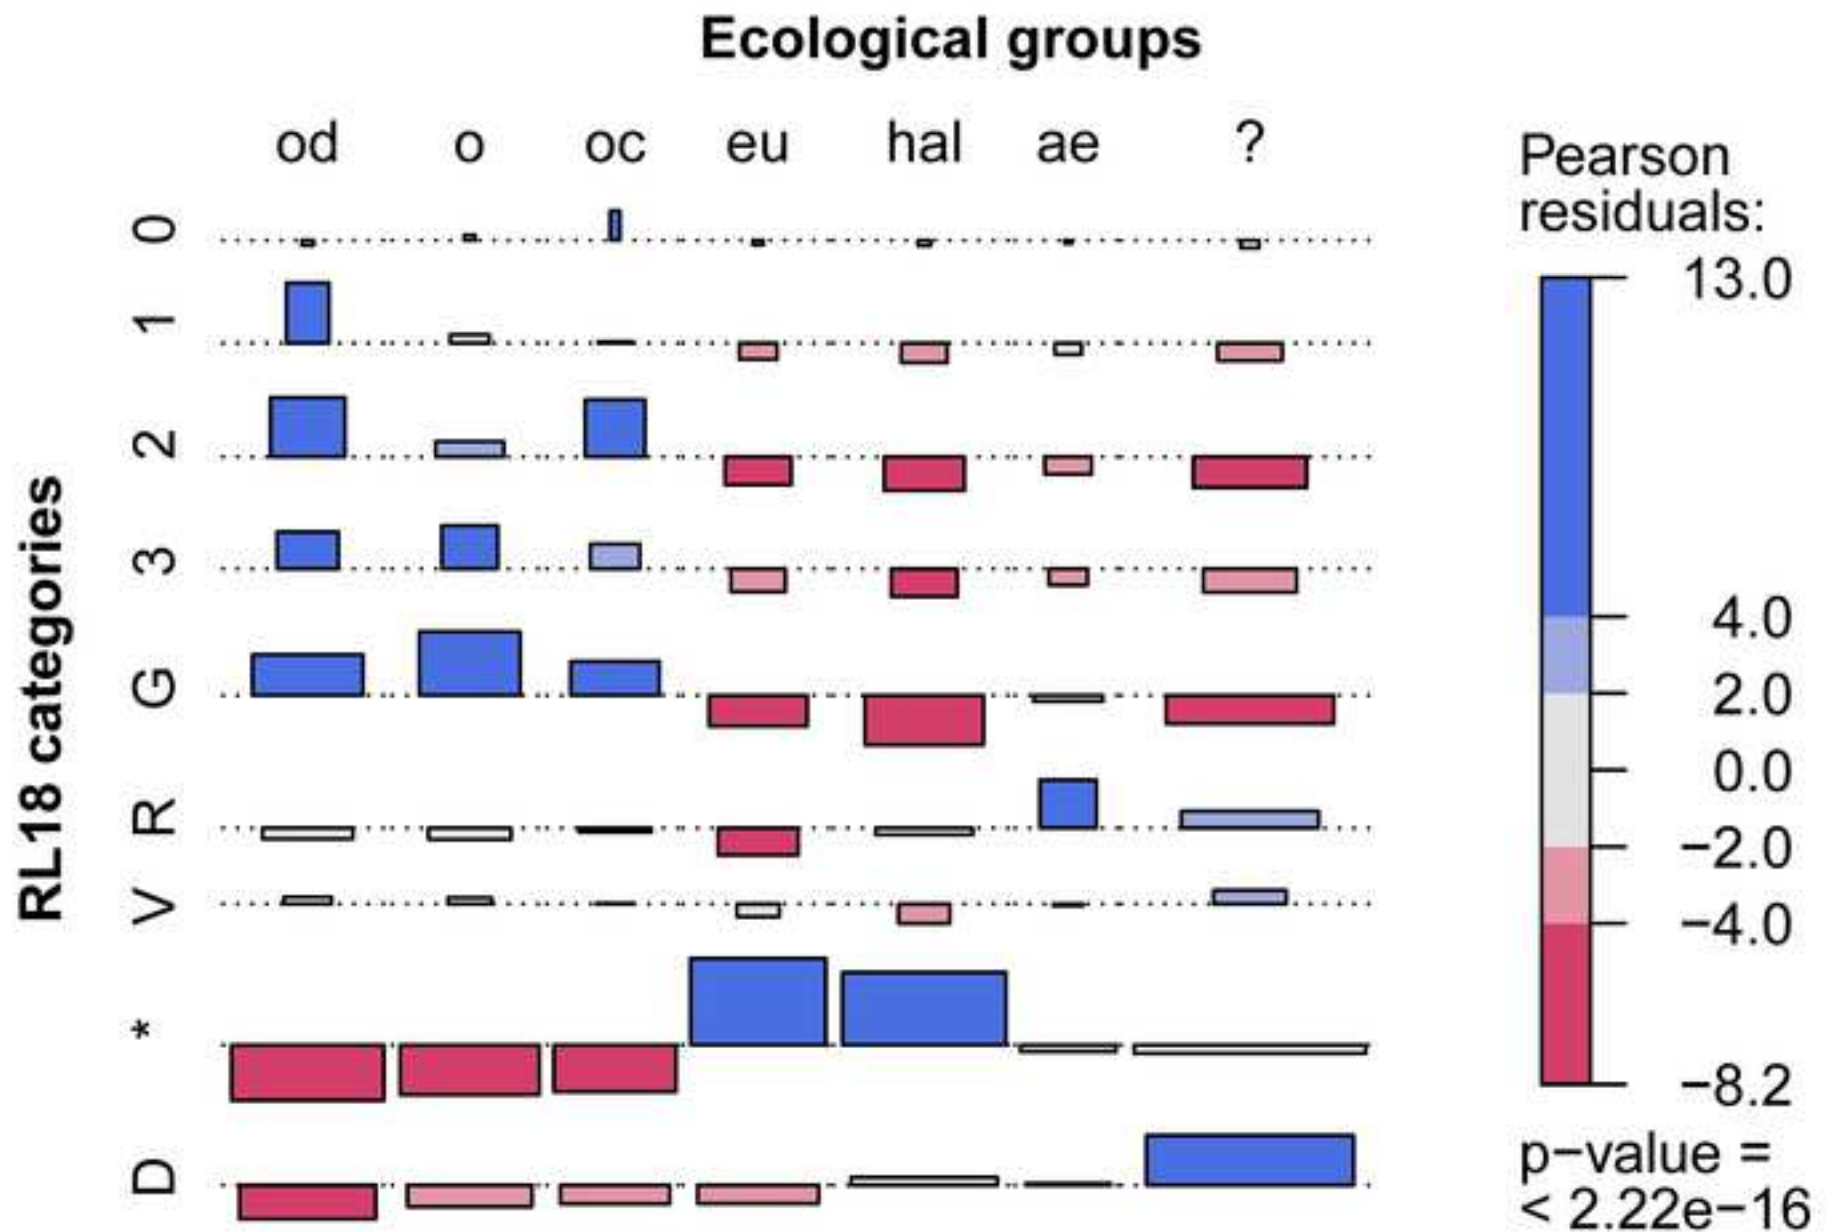 Ecological groups
od o oc eu hal ae ?
RL18 categories
0
1
2
3
G
R
V
*
D
Pearson
residuals:
13.0
4.0
2.0
0.0
−2.0
−4.0
−8.2
p−value =
< 2.22e−16